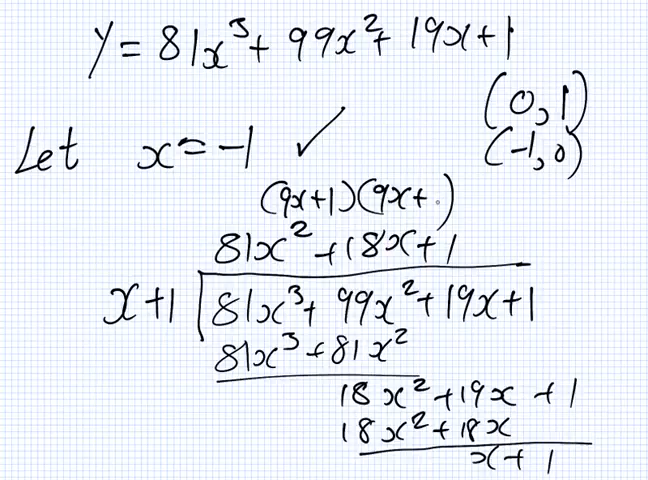 y = 81x³ + 99x² + 19x + 1
(0, 1)
Let x = -1 ✓ (-1, 0)
(9x+1)(9x+ )
81x² + 18x + 1
x+1 81x³ + 99x² + 19x + 1
81x³ + 81x²
18x² + 19x + 1
18x² + 18x
x + 1